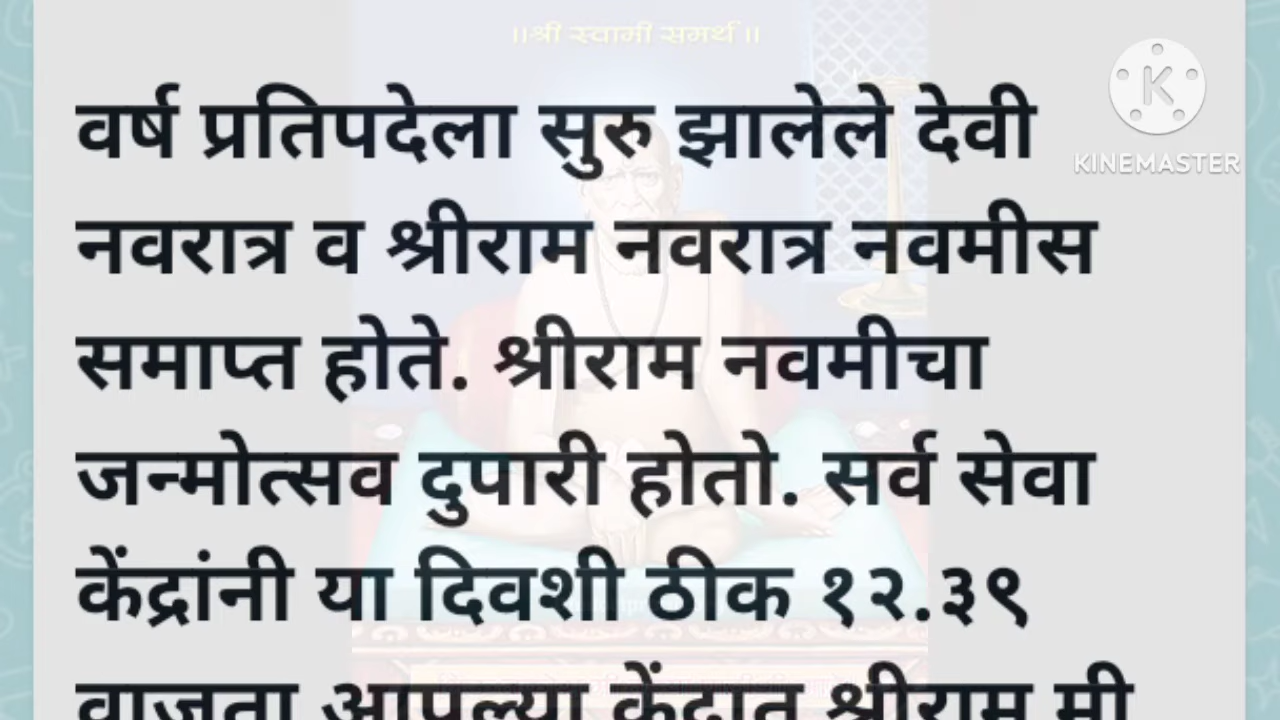 ।।श्री स्वामी समर्थ ।।
KINEMASTER
वर्ष प्रतिपदेला सुरु झालेले देवी
नवरात्र व श्रीराम नवरात्र नवमीस
समाप्त होते. श्रीराम नवमीचा
जन्मोत्सव दुपारी होतो. सर्व सेवा
केंद्रांनी या दिवशी ठीक १२.३९
वाजता आपल्या केंद्रात श्रीराम मी